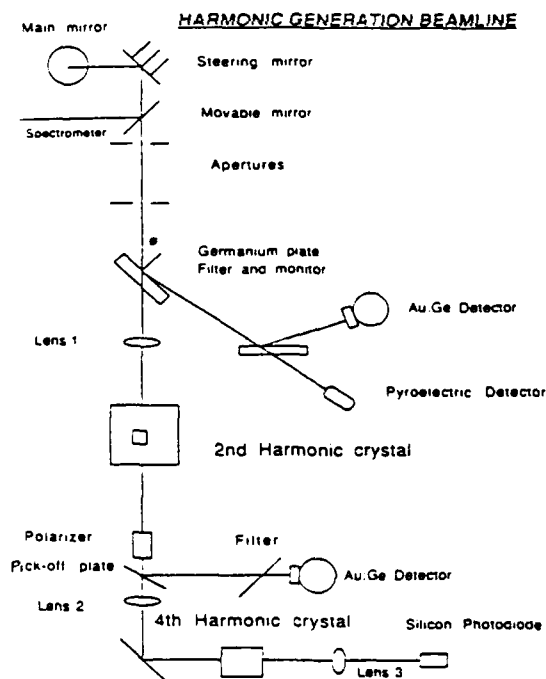 HARMONIC GENERATION BEAMLINE
Main mirror
Steering mirror
Movable mirror
Spectrometer
Apertures
Germanium plate
Filter and monitor
Au:Ge Detector
Lens 1
Pyroelectric Detector
2nd Harmonic crystal
Polarizer
Filter
Pick-off plate
Au:Ge Detector
Lens 2
4th Harmonic crystal
Silicon Photodiode
Lens 3